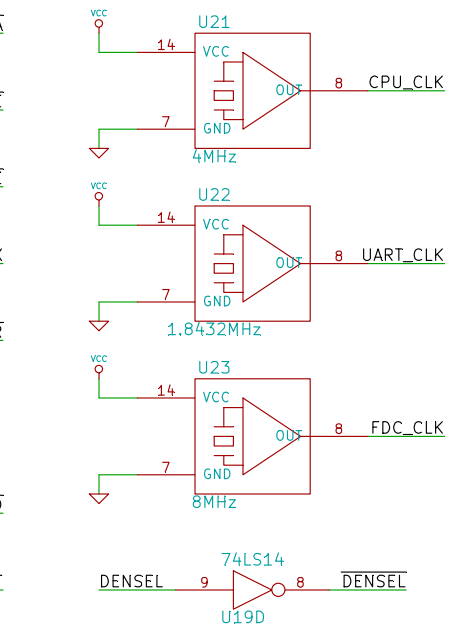 VCC
U21
14
VCC
OUT
8
CPU_CLK
7
GND
4MHz
VCC
U22
14
VCC
OUT
8
UART_CLK
7
GND
1.8432MHz
VCC
U23
14
VCC
OUT
8
FDC_CLK
7
GND
8MHz
74LS14
DENSEL
9
8
DENSEL
U19D